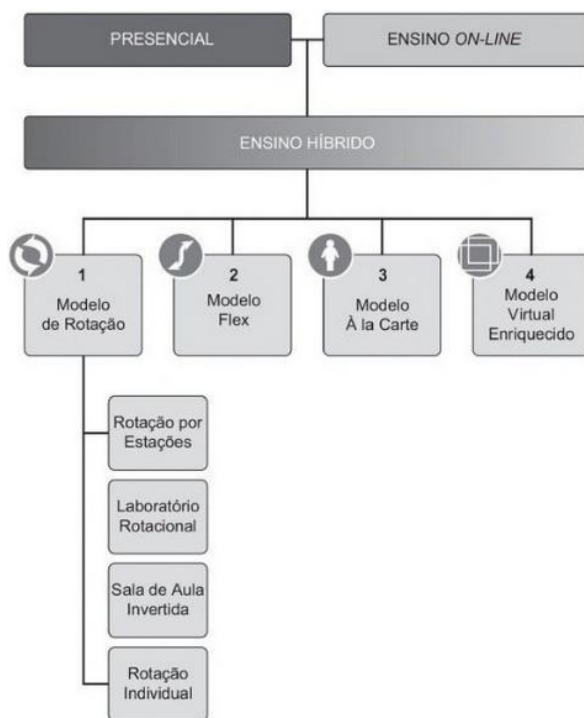 PRESENCIAL
ENSINO ON-LINE
ENSINO HÍBRIDO
1
Modelo
de Rotação
2
Modelo
Flex
3
Modelo
À la Carte
4
Modelo
Virtual
Enriquecido
Rotação por
Estações
Laboratório
Rotacional
Sala de Aula
Invertida
Rotação
Individual